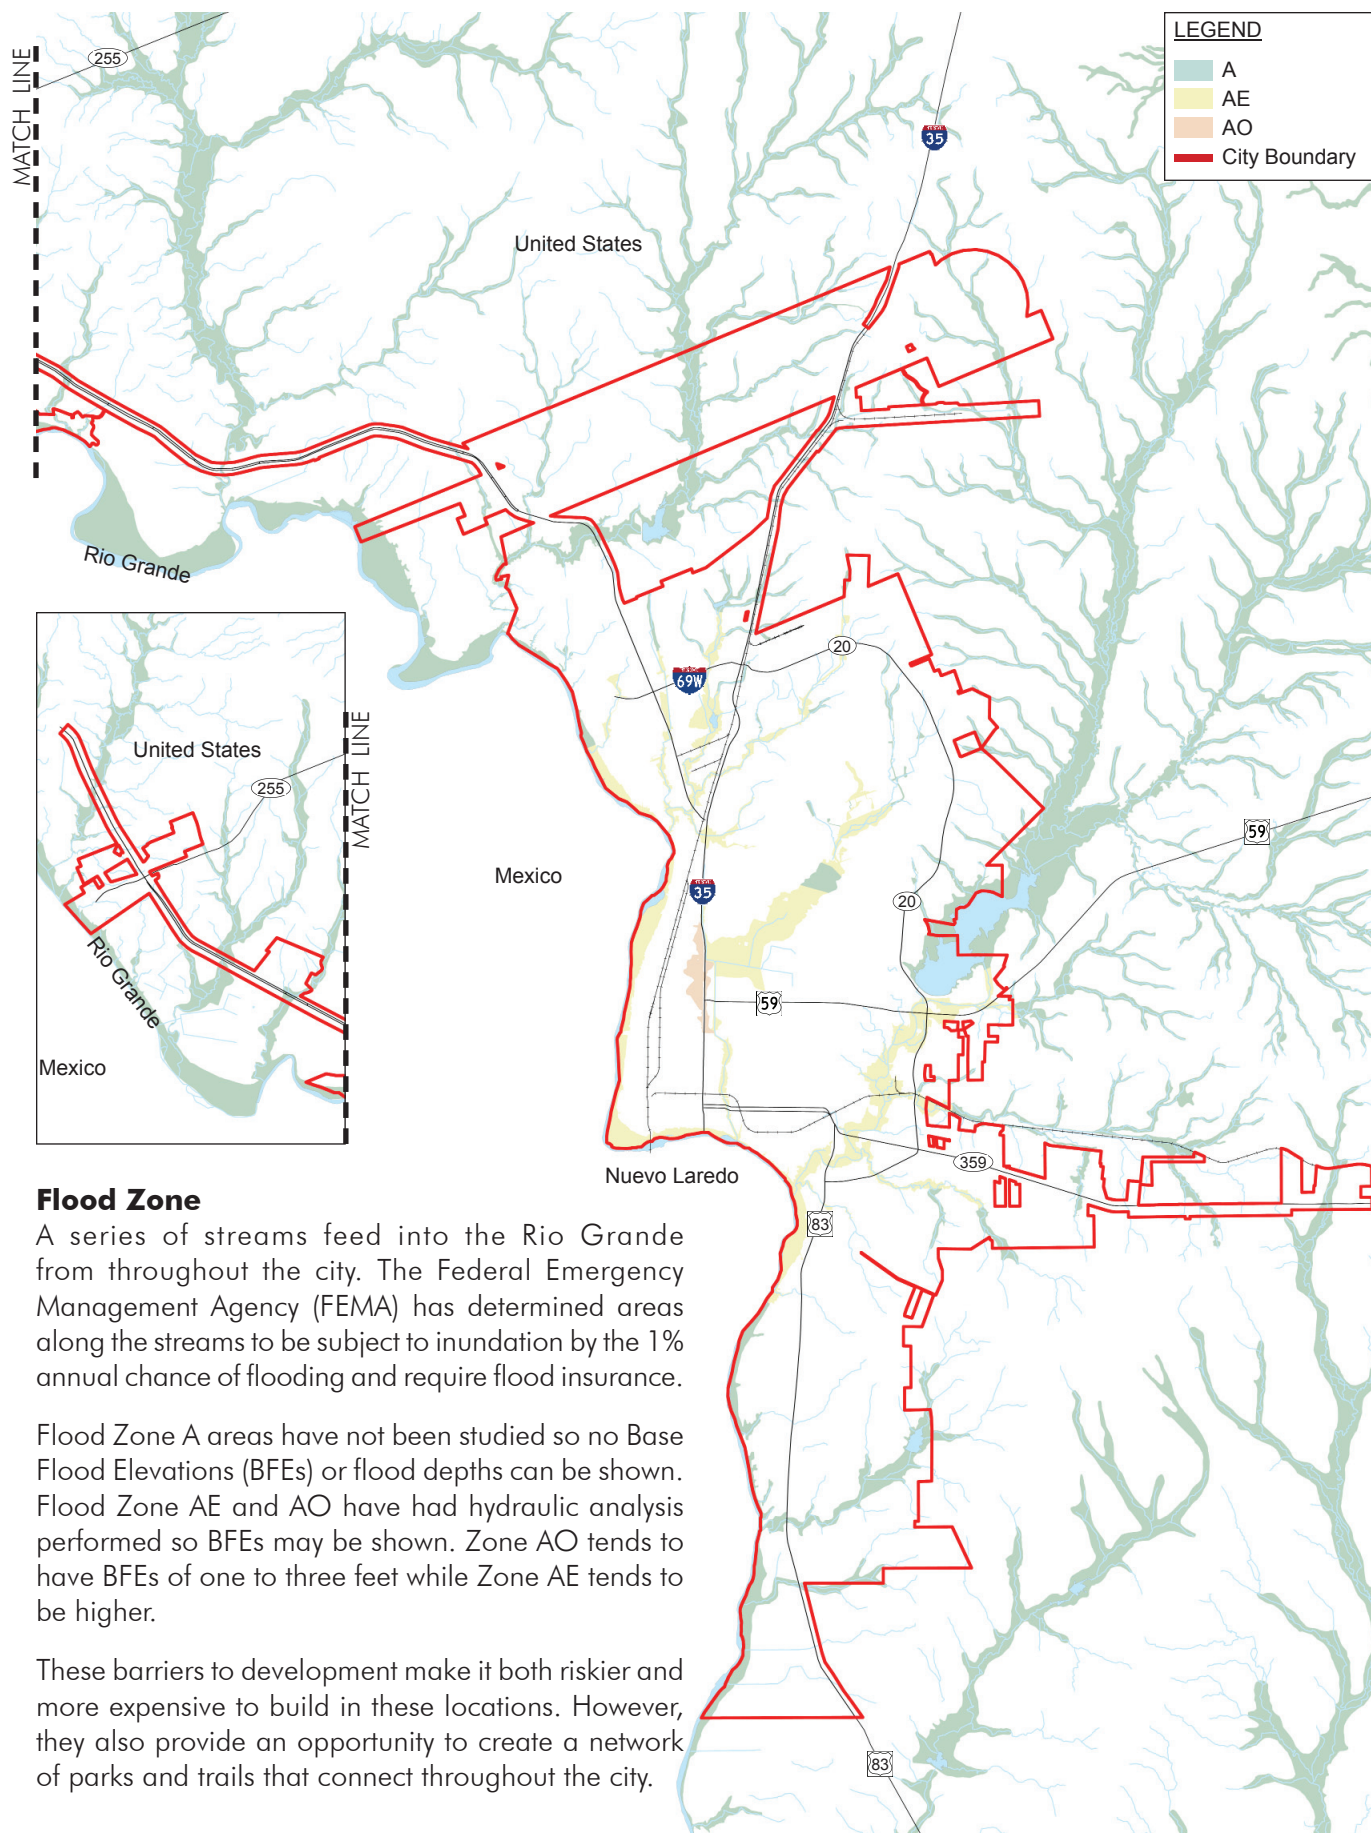 MATCH LINE
255
LEGEND
A
AE
AO
City Boundary
35
United States
Rio Grande
20
69W
United States
255
MATCH LINE
59
Mexico
35
20
Rio Grande
59
Mexico
Nuevo Laredo
359
83
Flood Zone
A series of streams feed into the Rio Grande
from throughout the city. The Federal Emergency
Management Agency (FEMA) has determined areas
along the streams to be subject to inundation by the 1%
annual chance of flooding and require flood insurance.
Flood Zone A areas have not been studied so no Base
Flood Elevations (BFEs) or flood depths can be shown.
Flood Zone AE and AO have had hydraulic analysis
performed so BFEs may be shown. Zone AO tends to
have BFEs of one to three feet while Zone AE tends to
be higher.
These barriers to development make it both riskier and
more expensive to build in these locations. However,
they also provide an opportunity to create a network
of parks and trails that connect throughout the city.
83